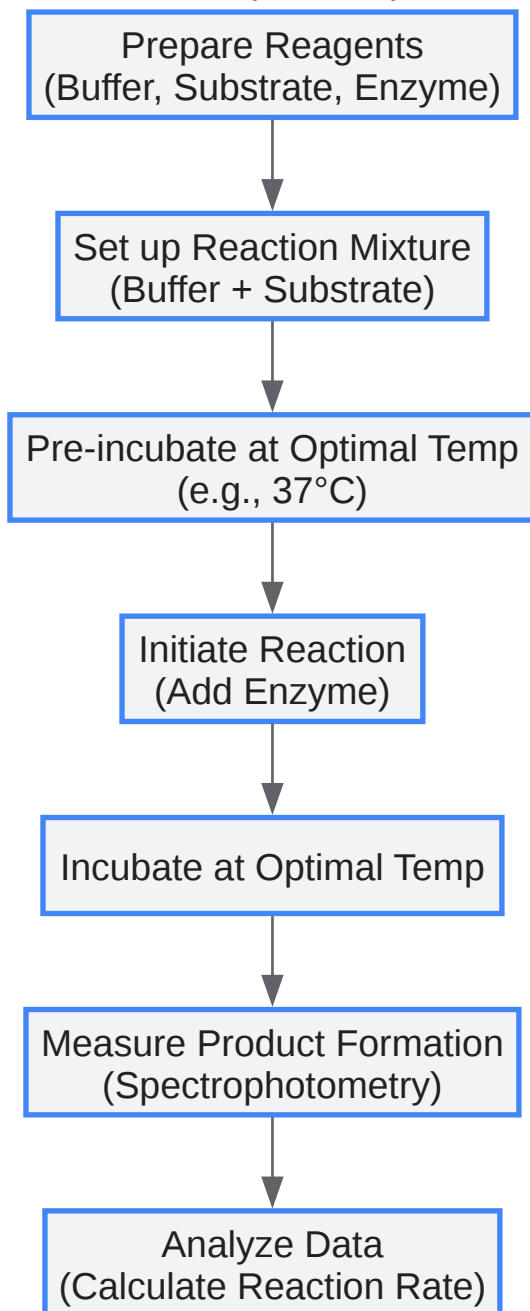 Prepare Reagents
(Buffer, Substrate, Enzyme)
Set up Reaction Mixture
(Buffer + Substrate)
Pre-incubate at Optimal Temp
(e.g., 37°C)
Initiate Reaction
(Add Enzyme)
Incubate at Optimal Temp
Measure Product Formation
(Spectrophotometry)
Analyze Data
(Calculate Reaction Rate)